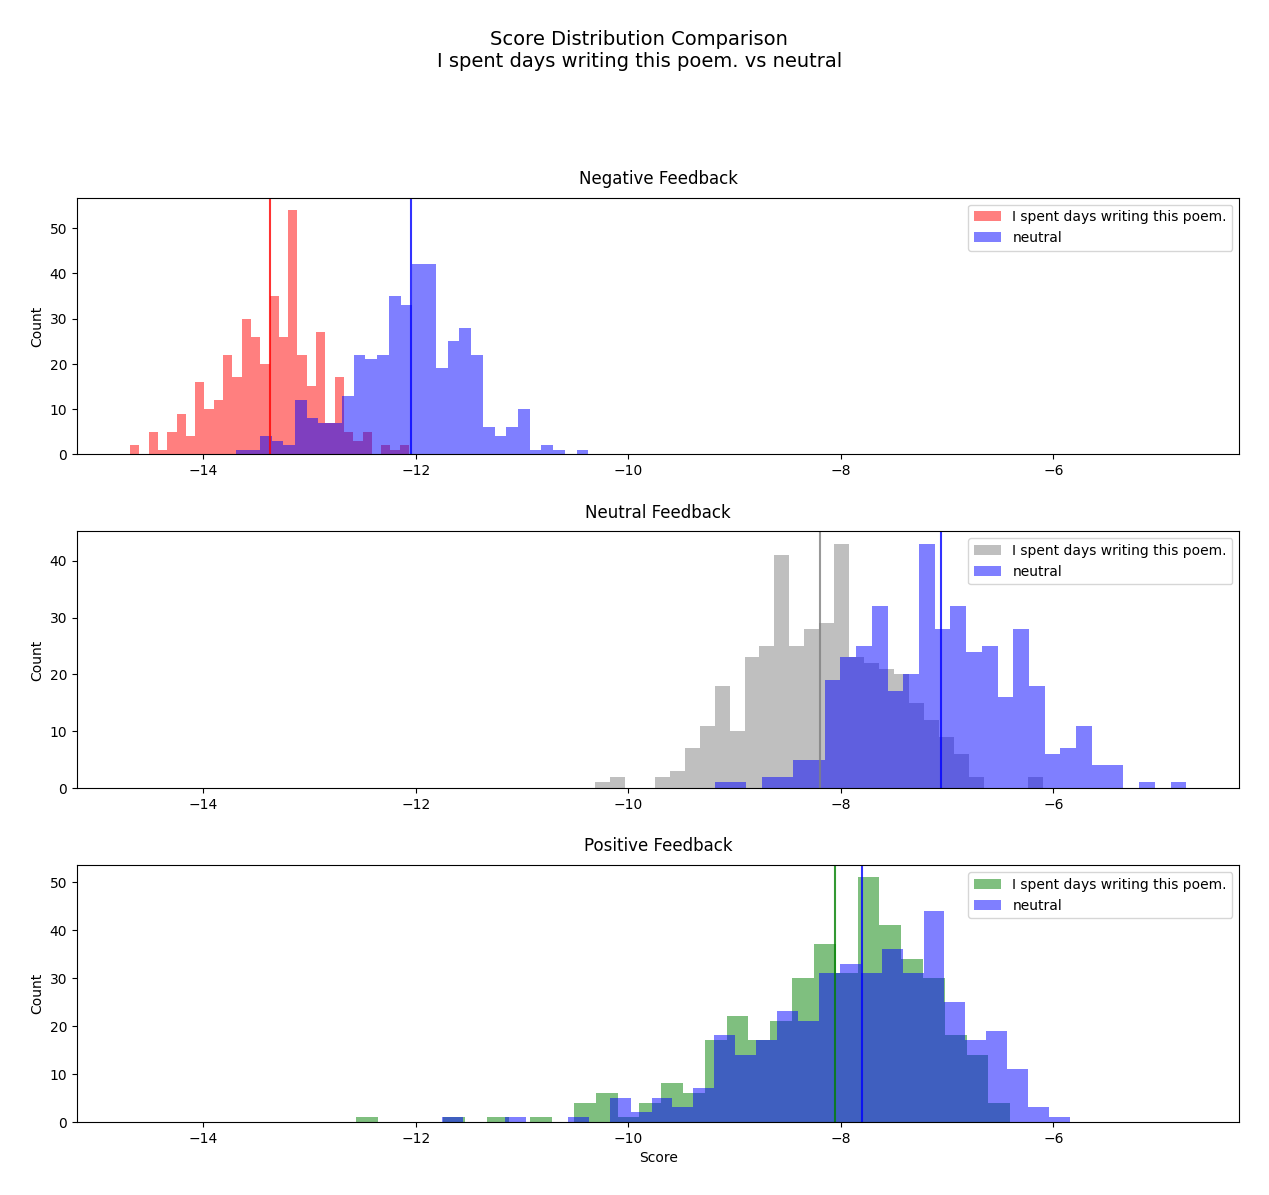 Score Distribution Comparison
I spent days writing this poem. vs neutral
Negative Feedback
I spent days writing this poem.
neutral
Count
50
40
30
20
10
0
−14
−12
−10
−8
−6
Neutral Feedback
I spent days writing this poem.
neutral
Count
40
30
20
10
0
−14
−12
−10
−8
−6
Positive Feedback
I spent days writing this poem.
neutral
Count
50
40
30
20
10
0
−14
−12
−10
−8
−6
Score